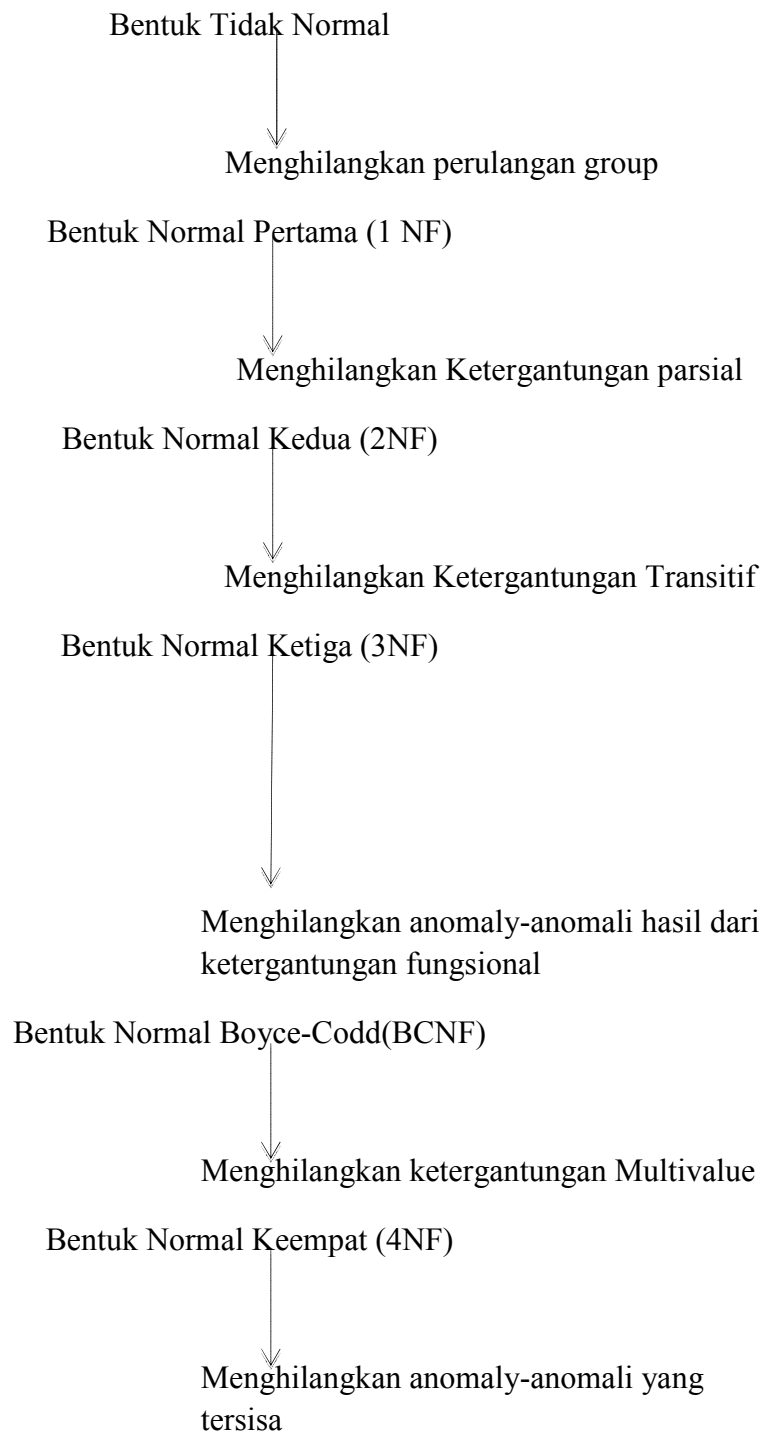 Bentuk Tidak Normal
Menghilangkan perulangan group
Bentuk Normal Pertama (1 NF)
Menghilangkan Ketergantungan parsial
Bentuk Normal Kedua (2NF)
Menghilangkan Ketergantungan Transitif
Bentuk Normal Ketiga (3NF)
Menghilangkan anomaly-anomali hasil dari
ketergantungan fungsional
Bentuk Normal Boyce-Codd(BCNF)
Menghilangkan ketergantungan Multivalue
Bentuk Normal Keempat (4NF)
Menghilangkan anomaly-anomali yang
tersisa